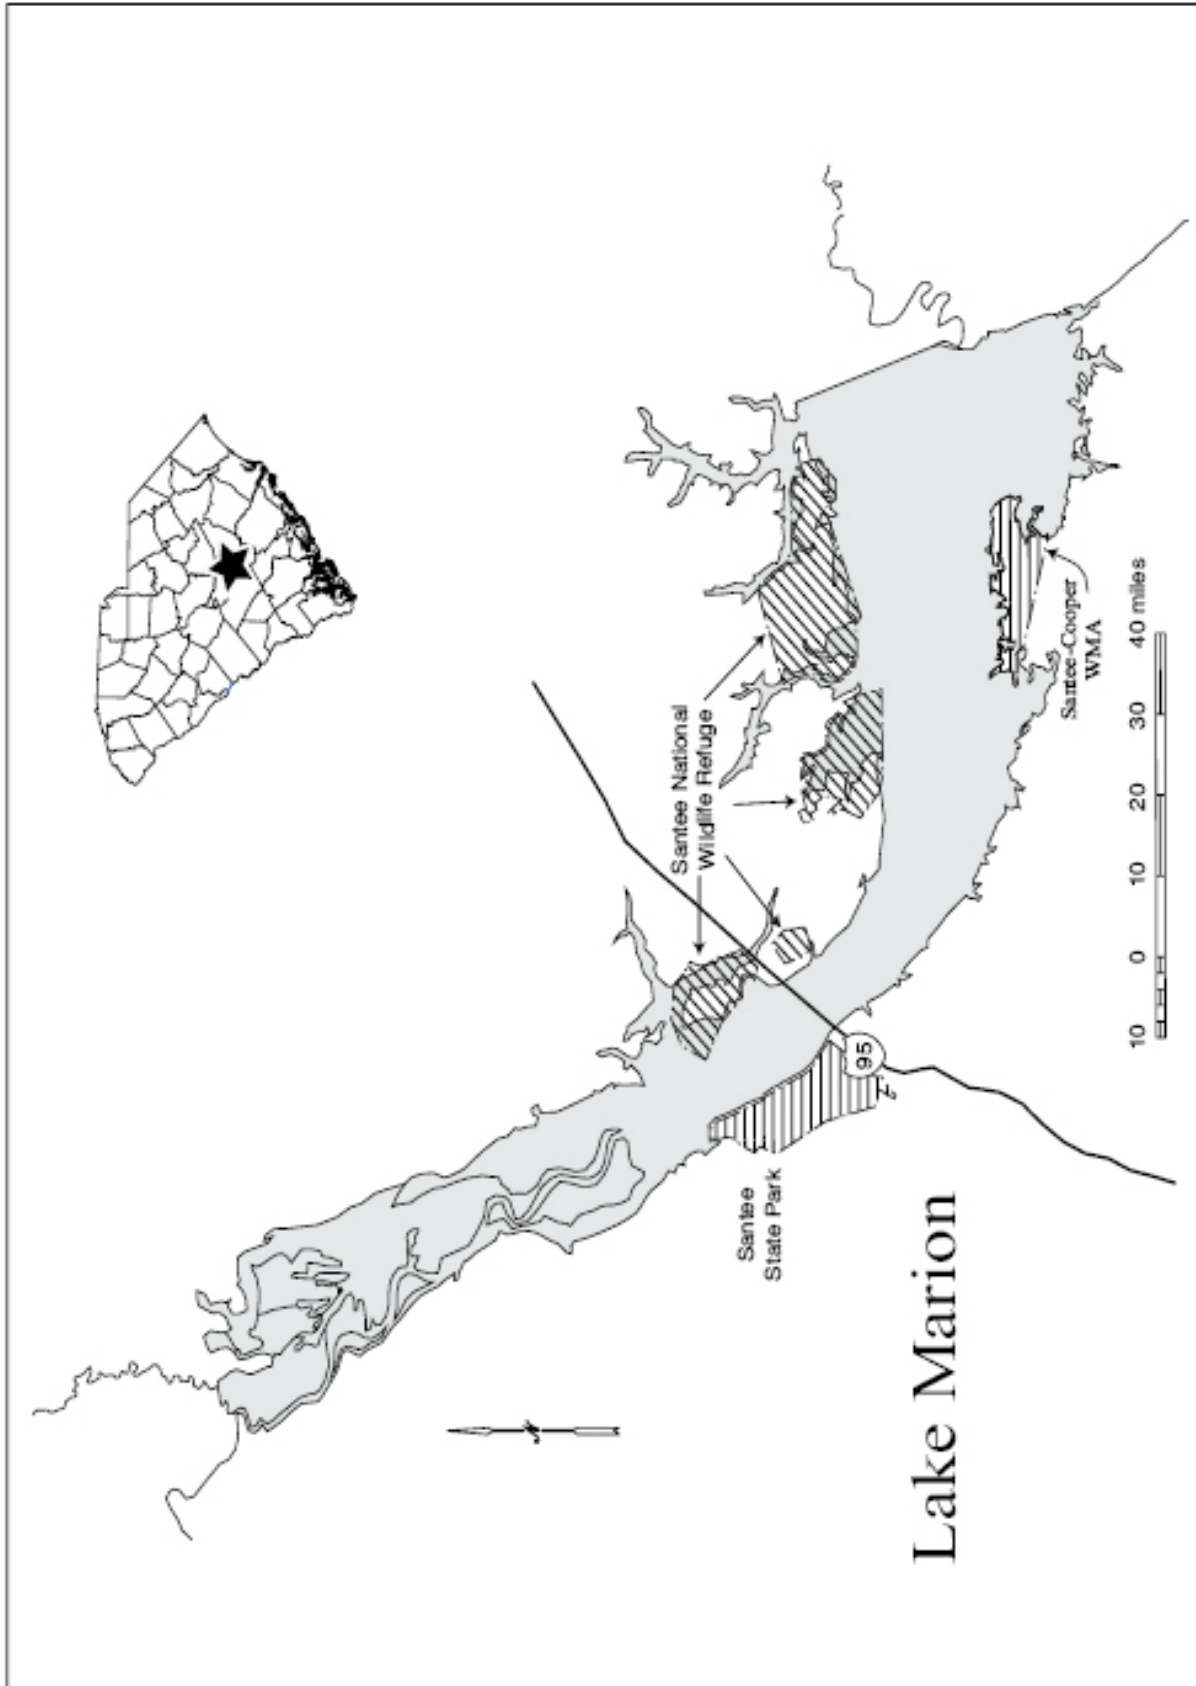 Santee National
Wildlife Refuge
95
Santee
State Park
Santee-Cooper
WMA
10 0 10 20 30 40 miles
Lake Marion